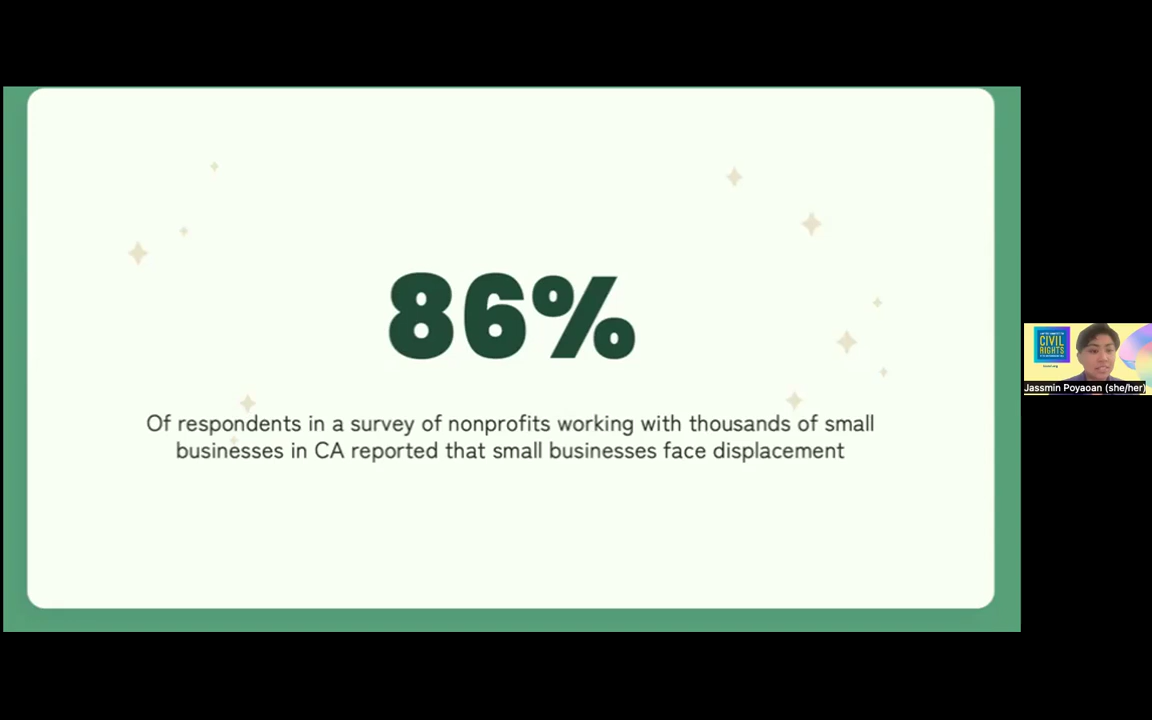 86%
Of respondents in a survey of nonprofits working with thousands of small
businesses in CA reported that small businesses face displacement
CIVIL
RIGHTS
Jassmin Poyaoan (she/her)